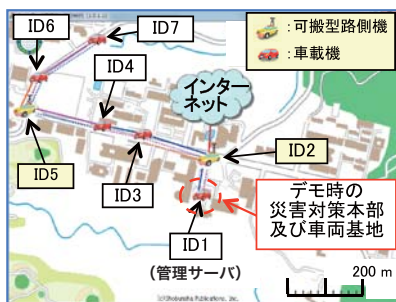 ID6
ID7
:可搬型路側機
:車載機
ID4
インター
ネット
ID5
ID3
ID2
ID1
(管理サーバ)
デモ時の
災害対策本部
及び車両基地
200 m